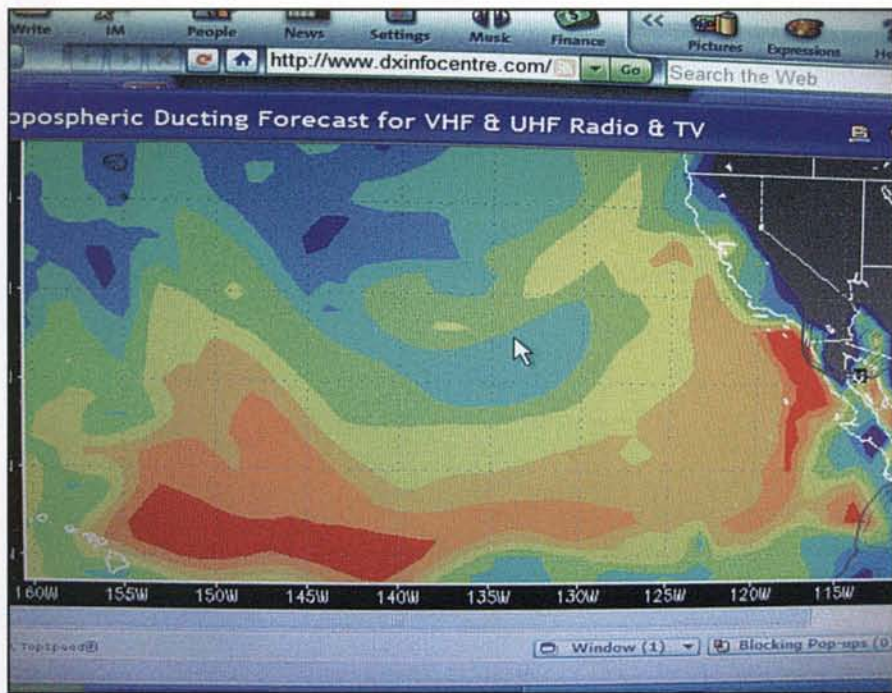 Write IM People News Settings Music Finance << Pictures Expressions
http://www.dxinfocentre.com/ Go Search the Web
opospheric Ducting Forecast for VHF & UHF Radio & TV
160W 155W 150W 145W 140W 135W 130W 125W 120W 115W
TopSpeed
Window (1) Blocking Pop-ups (0